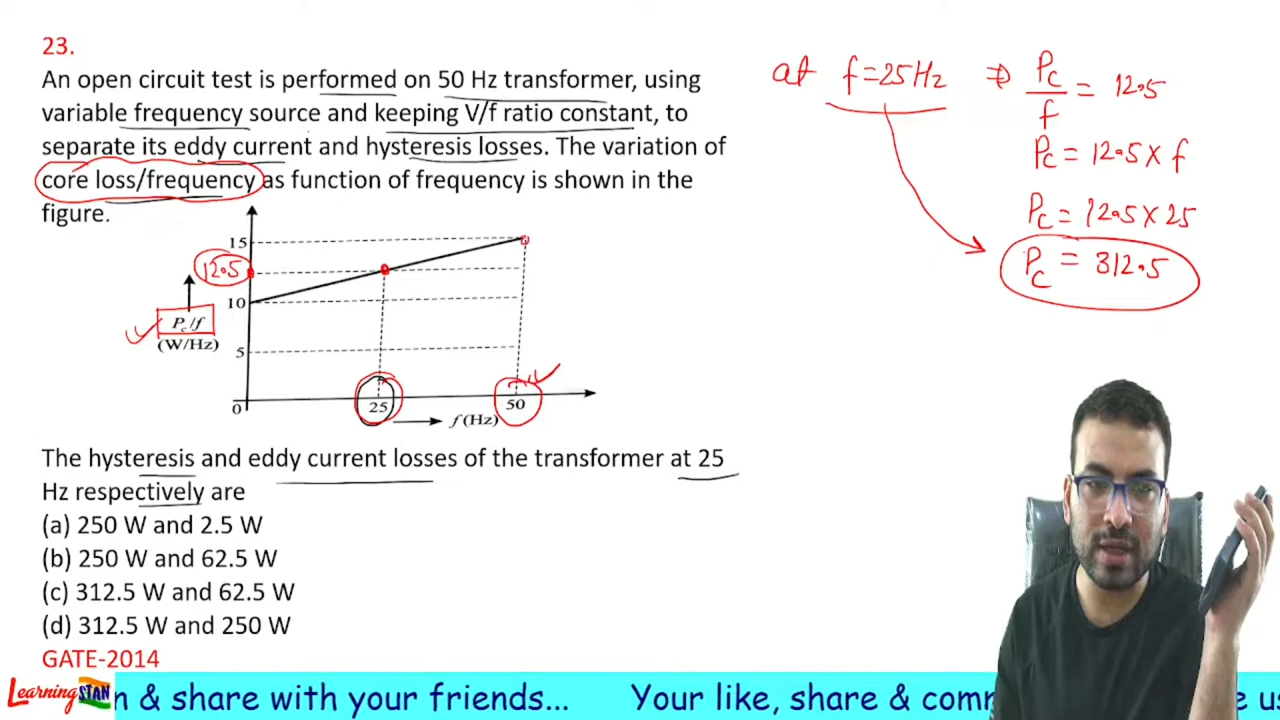 23.
An open circuit test is performed on 50 Hz transformer, using
variable frequency source and keeping V/f ratio constant, to
separate its eddy current and hysteresis losses. The variation of
core loss/frequency as function of frequency is shown in the
figure.
15
12.5
10
Pc/f
(W/Hz)
5
0
25
50
f(Hz)
The hysteresis and eddy current losses of the transformer at 25
Hz respectively are
(a) 250 W and 2.5 W
(b) 250 W and 62.5 W
(c) 312.5 W and 62.5 W
(d) 312.5 W and 250 W
GATE-2014
at f=25Hz ⇒ Pc/f = 12.5
Pc = 12.5 × f
Pc = 12.5 × 25
Pc = 312.5
Learning STAN
n & share with your friends... Your like, share & comm
e us